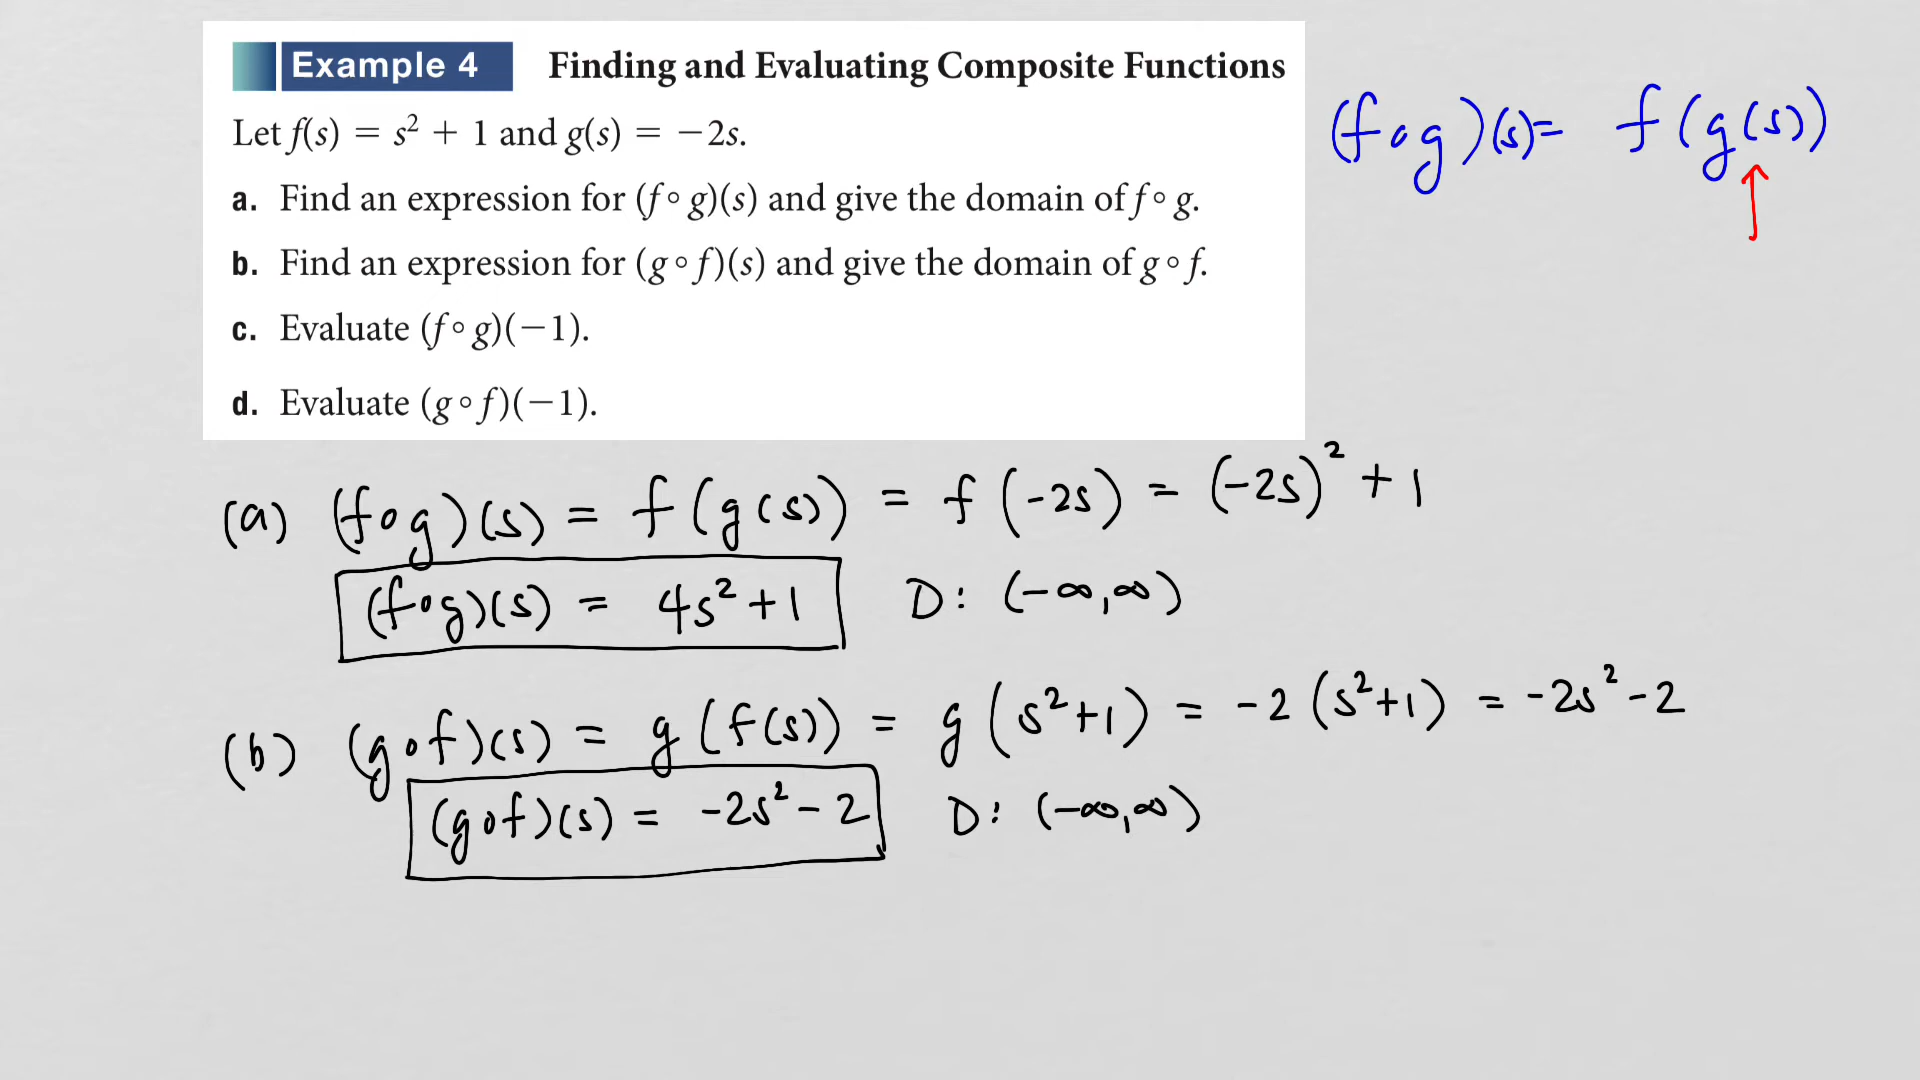 Example 4 Finding and Evaluating Composite Functions
Let f(s) = s² + 1 and g(s) = −2s.
a. Find an expression for (f ∘ g)(s) and give the domain of f ∘ g.
b. Find an expression for (g ∘ f)(s) and give the domain of g ∘ f.
c. Evaluate (f ∘ g)(−1).
d. Evaluate (g ∘ f)(−1).
(f∘g)(s) = f(g(s))
(a) (f∘g)(s) = f(g(s)) = f(-2s) = (-2s)² + 1
(f∘g)(s) = 4s² + 1 D: (-∞,∞)
(b) (g∘f)(s) = g(f(s)) = g(s²+1) = -2(s²+1) = -2s² - 2
(g∘f)(s) = -2s² - 2 D: (-∞,∞)